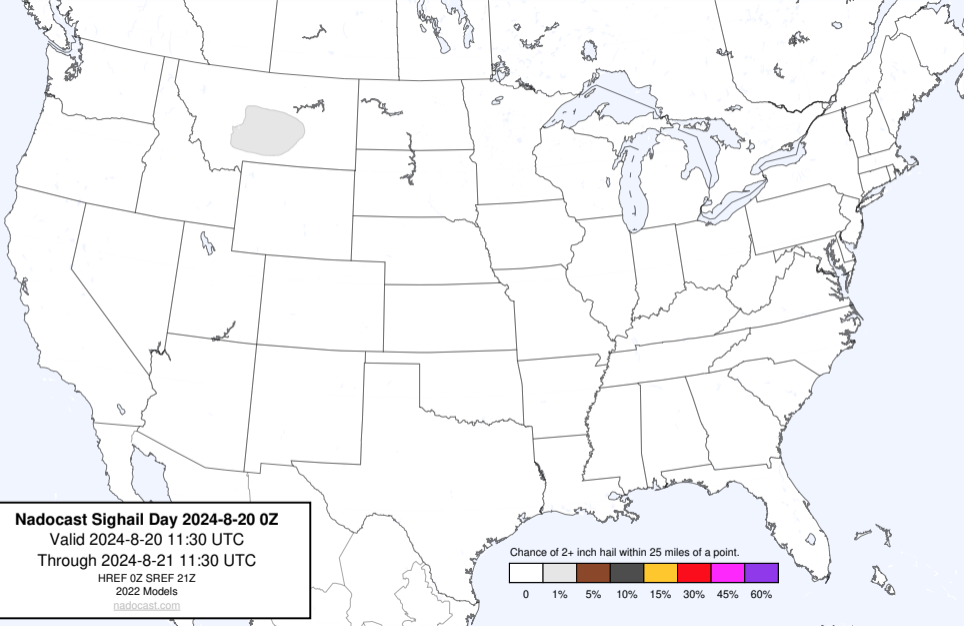 Nadocast Sighail Day 2024-8-20 0Z
Valid 2024-8-20 11:30 UTC
Through 2024-8-21 11:30 UTC
HREF 0Z SREF 21Z
2022 Models
nadocast.com
Chance of 2+ inch hail within 25 miles of a point.
0 1% 5% 10% 15% 30% 45% 60%